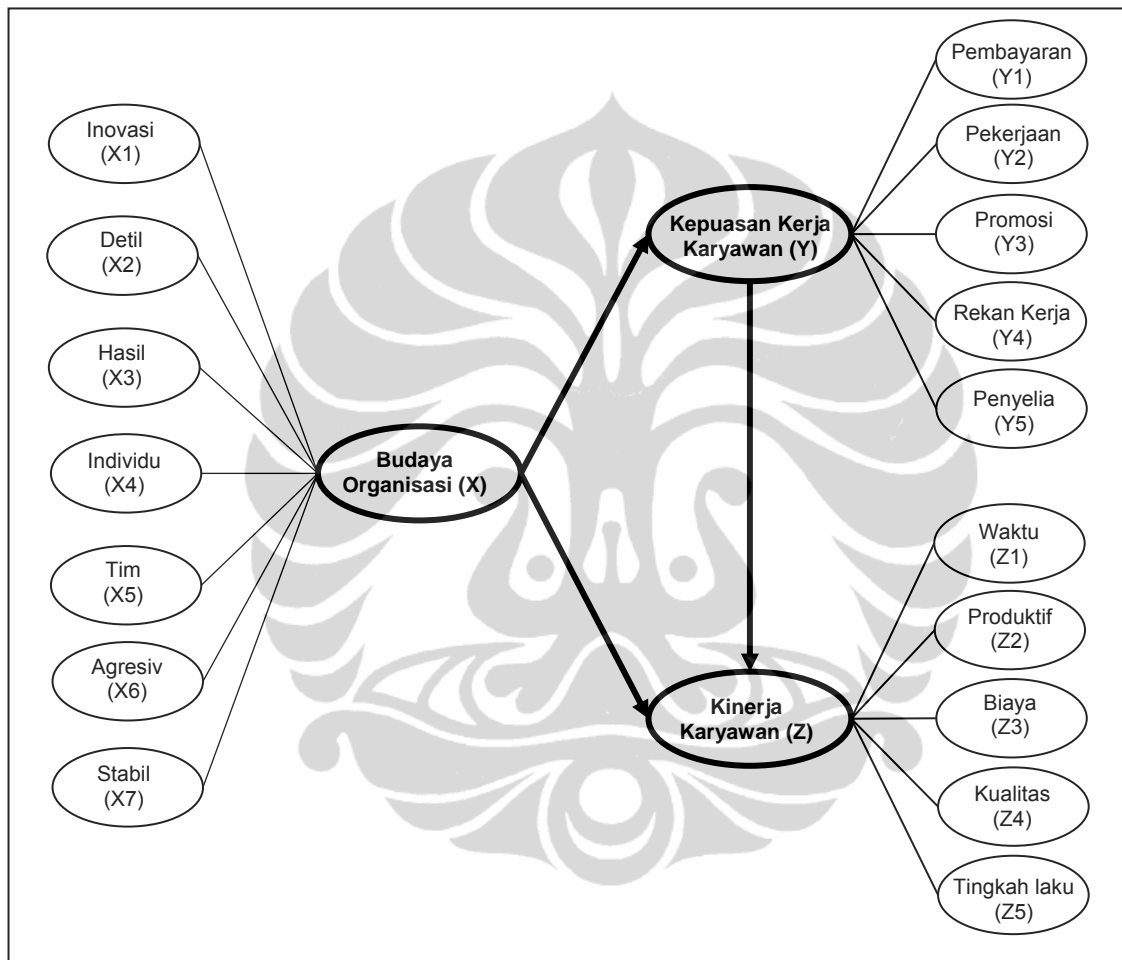 Inovasi
(X1)
Detil
(X2)
Hasil
(X3)
Individu
(X4)
Tim
(X5)
Agresiv
(X6)
Stabil
(X7)
Budaya
Organisasi (X)
Kepuasan Kerja
Karyawan (Y)
Kinerja
Karyawan (Z)
Pembayaran
(Y1)
Pekerjaan
(Y2)
Promosi
(Y3)
Rekan Kerja
(Y4)
Penyelia
(Y5)
Waktu
(Z1)
Produktif
(Z2)
Biaya
(Z3)
Kualitas
(Z4)
Tingkah laku
(Z5)